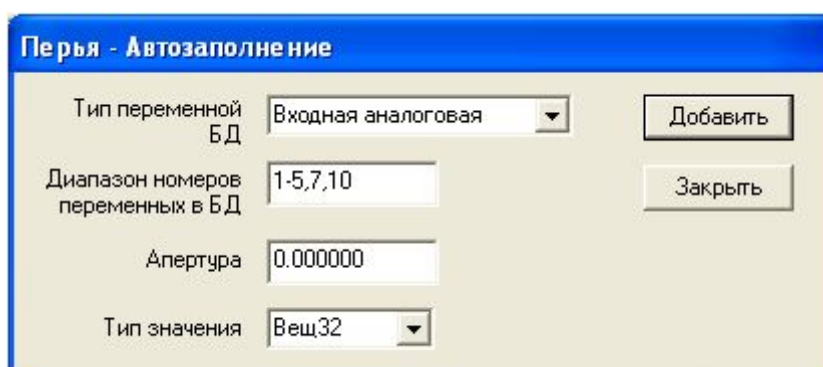 Перья - Автозаполнение
Тип переменной БД
Входная аналоговая
Добавить
Диапазон номеров переменных в БД
1-5,7,10
Закрыть
Апертура
0.000000
Тип значения
Вещ32